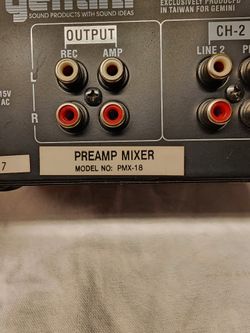 gemini
SOUND PRODUCTS WITH SOUND IDEAS
EXCLUSIVELY PRODUCED
IN TAIWAN FOR GEMINI
OUTPUT
REC AMP
CH-2
LINE 2
L
15V
AC
R
7
PREAMP MIXER
MODEL NO: PMX-18